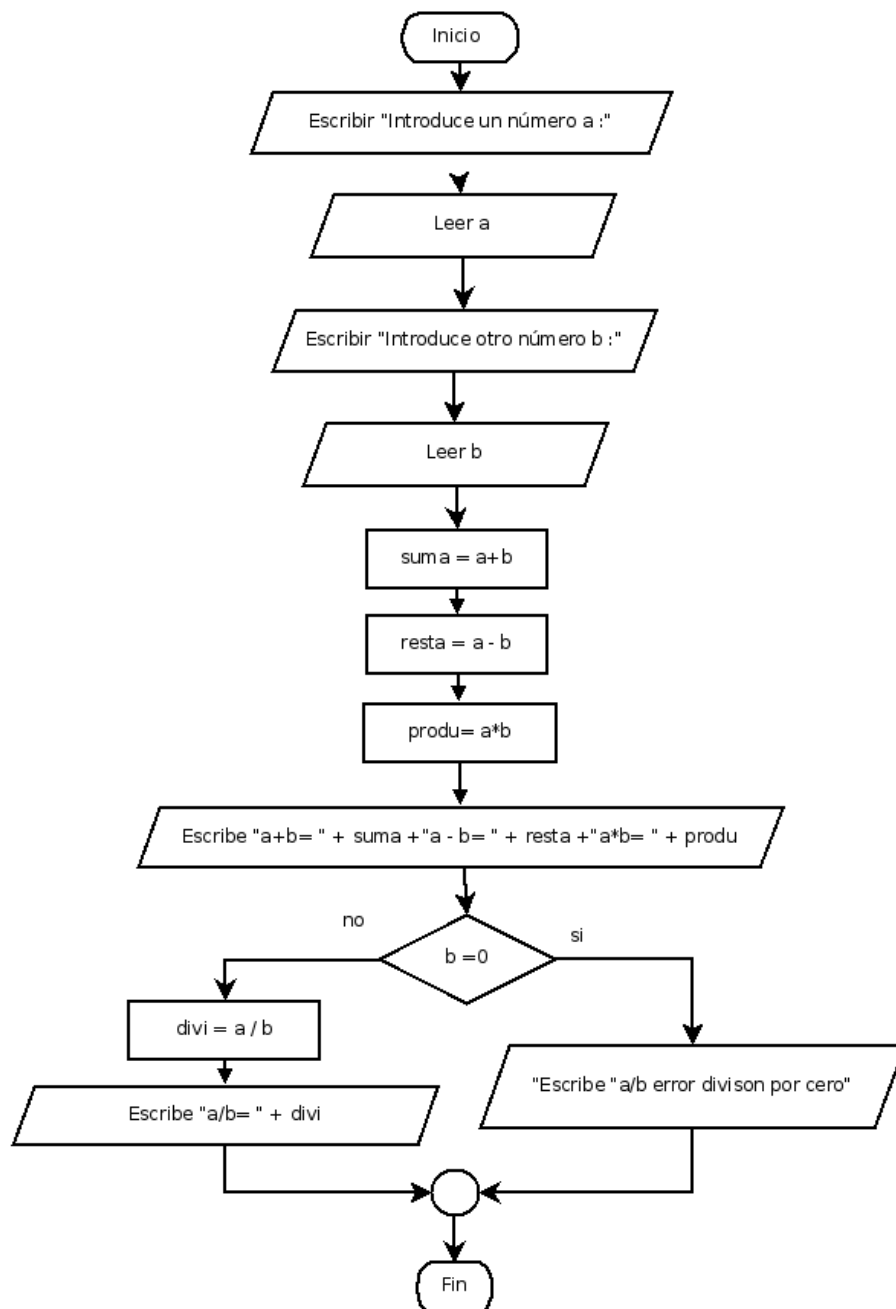 Inicio
Escribir "Introduce un número a :"
Leer a
Escribir "Introduce otro número b :"
Leer b
suma = a+b
resta = a - b
produ= a*b
Escribe "a+b= " + suma +"a - b= " + resta +"a*b= " + produ
no
si
b =0
divi = a / b
"Escribe "a/b error divison por cero"
Escribe "a/b= " + divi
Fin